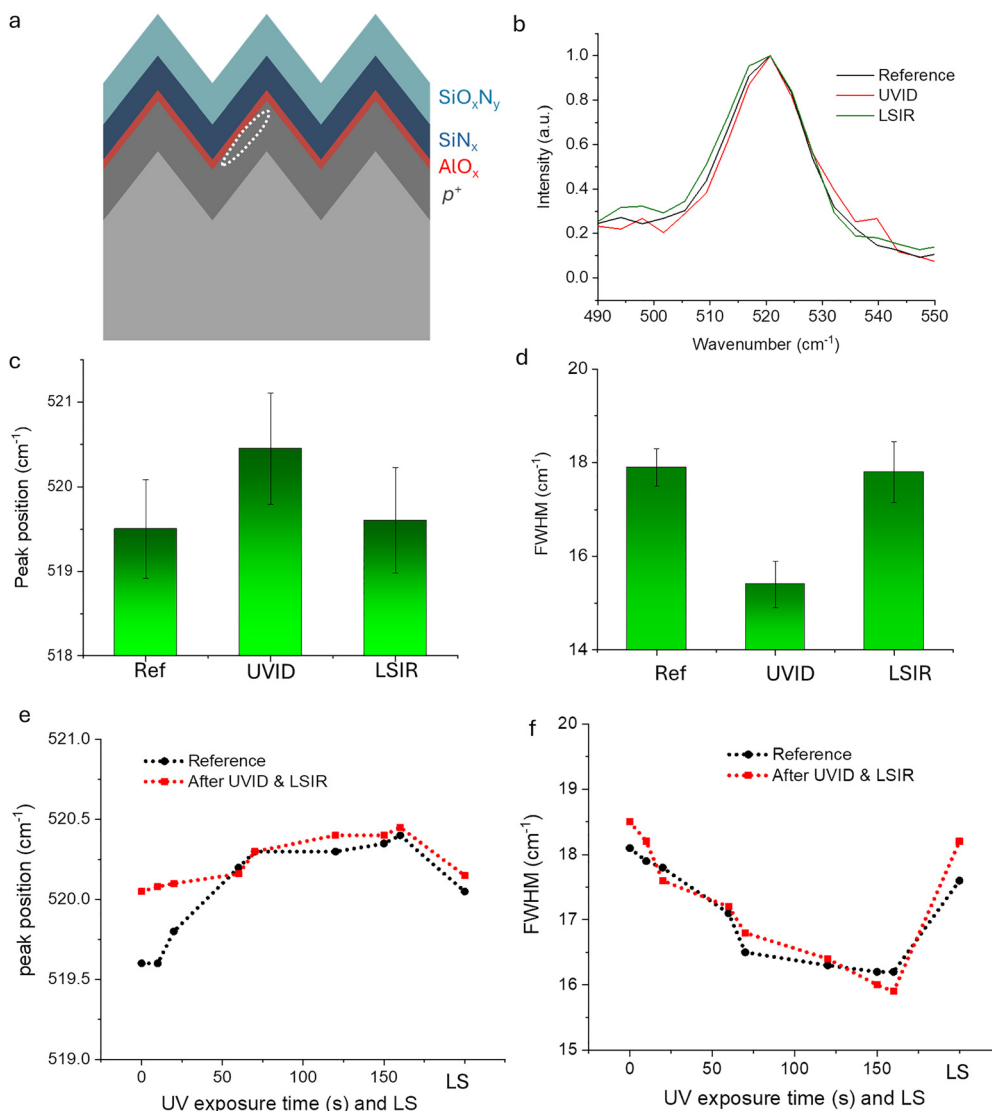 a
SiOxNy
SiNx
AlOx
p+
b
1.0
0.8
0.6
0.4
0.2
0.0
Intensity (a.u.)
Reference
UVID
LSIR
490 500 510 520 530 540 550
Wavenumber (cm-1)
c
521
520
519
518
Peak position (cm-1)
Ref UVID LSIR
d
20
18
16
14
FWHM (cm-1)
Ref UVID LSIR
e
521.0
520.5
520.0
519.5
519.0
peak position (cm-1)
Reference
After UVID & LSIR
0 50 100 150 LS
UV exposure time (s) and LS
f
20
19
18
17
16
15
FWHM (cm-1)
Reference
After UVID & LSIR
0 50 100 150 LS
UV exposure time (s) and LS